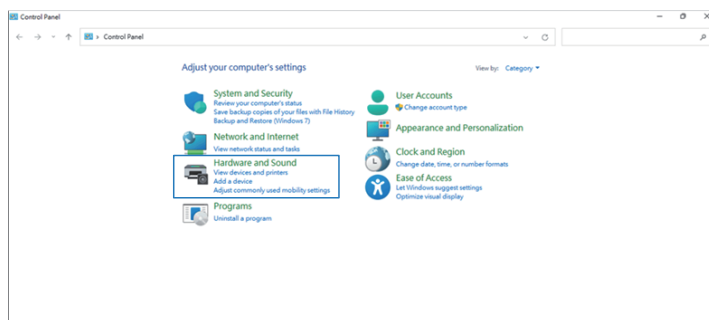 Control Panel
Control Panel
Adjust your computer's settings
View by: Category
System and Security
Review your computer's status
Save backup copies of your files with File History
Backup and Restore (Windows 7)
Network and Internet
View network status and tasks
Hardware and Sound
View devices and printers
Add a device
Adjust commonly used mobility settings
Programs
Uninstall a program
User Accounts
Change account type
Appearance and Personalization
Clock and Region
Change date, time, or number formats
Ease of Access
Let Windows suggest settings
Optimize visual display